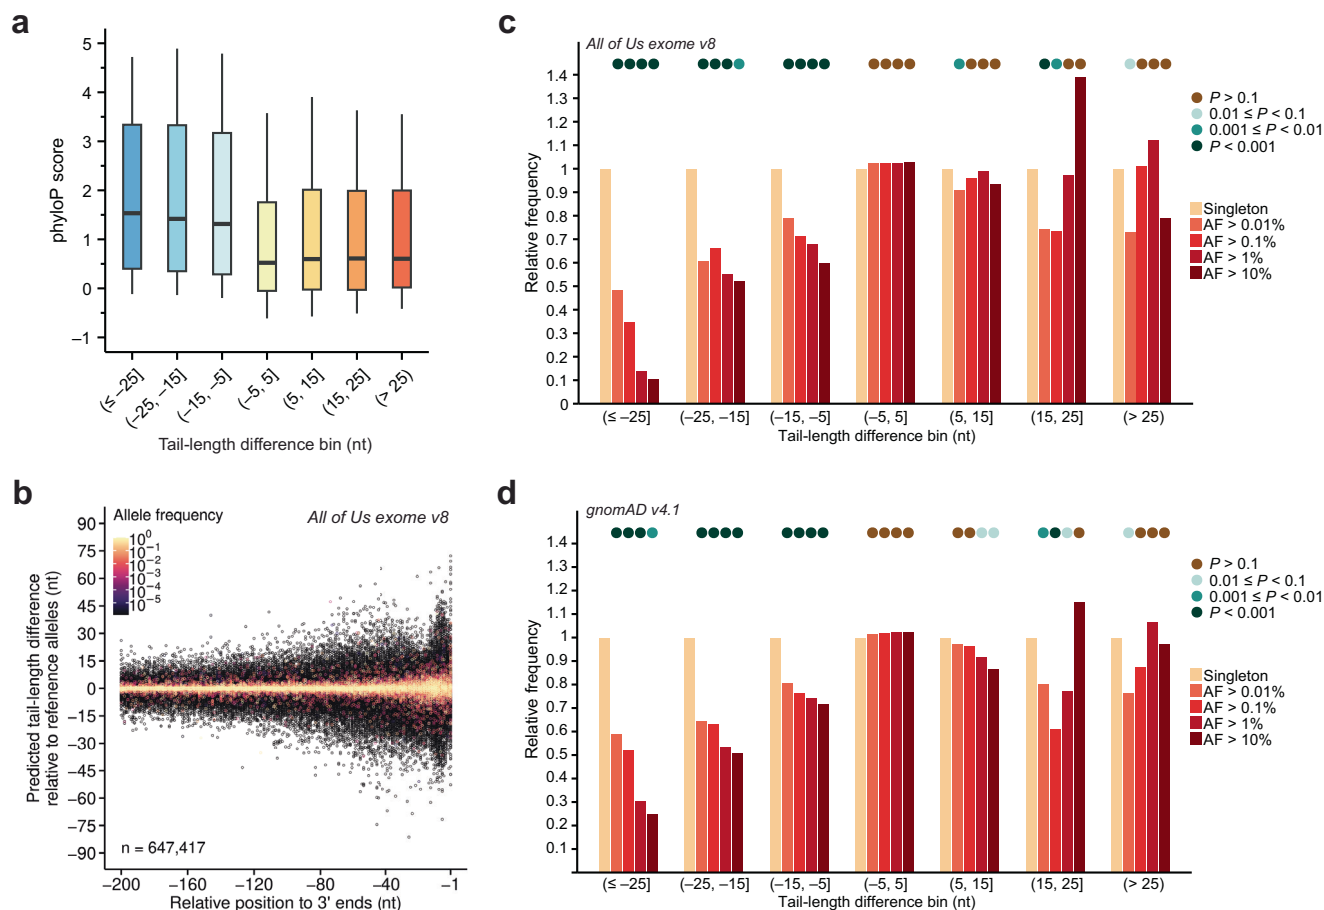 a
5
4
3
2
1
0
–1
phyloP score
(≤ –25]
(–25, –15]
(–15, –5]
(–5, 5]
(5, 15]
(15, 25]
(> 25)
Tail-length difference bin (nt)
b
Allele frequency
10⁰
10⁻¹
10⁻²
10⁻³
10⁻⁴
10⁻⁵
All of Us exome v8
90
75
60
45
30
15
0
–15
–30
–45
–60
–75
–90
Predicted tail-length difference
relative to refenence alleles (nt)
n = 647,417
–200 –160 –120 –80 –40 –1
Relative position to 3' ends (nt)
c
All of Us exome v8
1.4
1.3
1.2
1.1
1
0.9
0.8
0.7
0.6
0.5
0.4
0.3
0.2
0.1
0
Relative frequency
(≤ –25] (–25, –15] (–15, –5] (–5, 5] (5, 15] (15, 25] (> 25)
Tail-length difference bin (nt)
P > 0.1
0.01 ≤ P < 0.1
0.001 ≤ P < 0.01
P < 0.001
Singleton
AF > 0.01%
AF > 0.1%
AF > 1%
AF > 10%
d
gnomAD v4.1
1.4
1.3
1.2
1.1
1
0.9
0.8
0.7
0.6
0.5
0.4
0.3
0.2
0.1
Relative frequency
(≤ –25] (–25, –15] (–15, –5] (–5, 5] (5, 15] (15, 25] (> 25)
Tail-length difference bin (nt)
P > 0.1
0.01 ≤ P < 0.1
0.001 ≤ P < 0.01
P < 0.001
Singleton
AF > 0.01%
AF > 0.1%
AF > 1%
AF > 10%